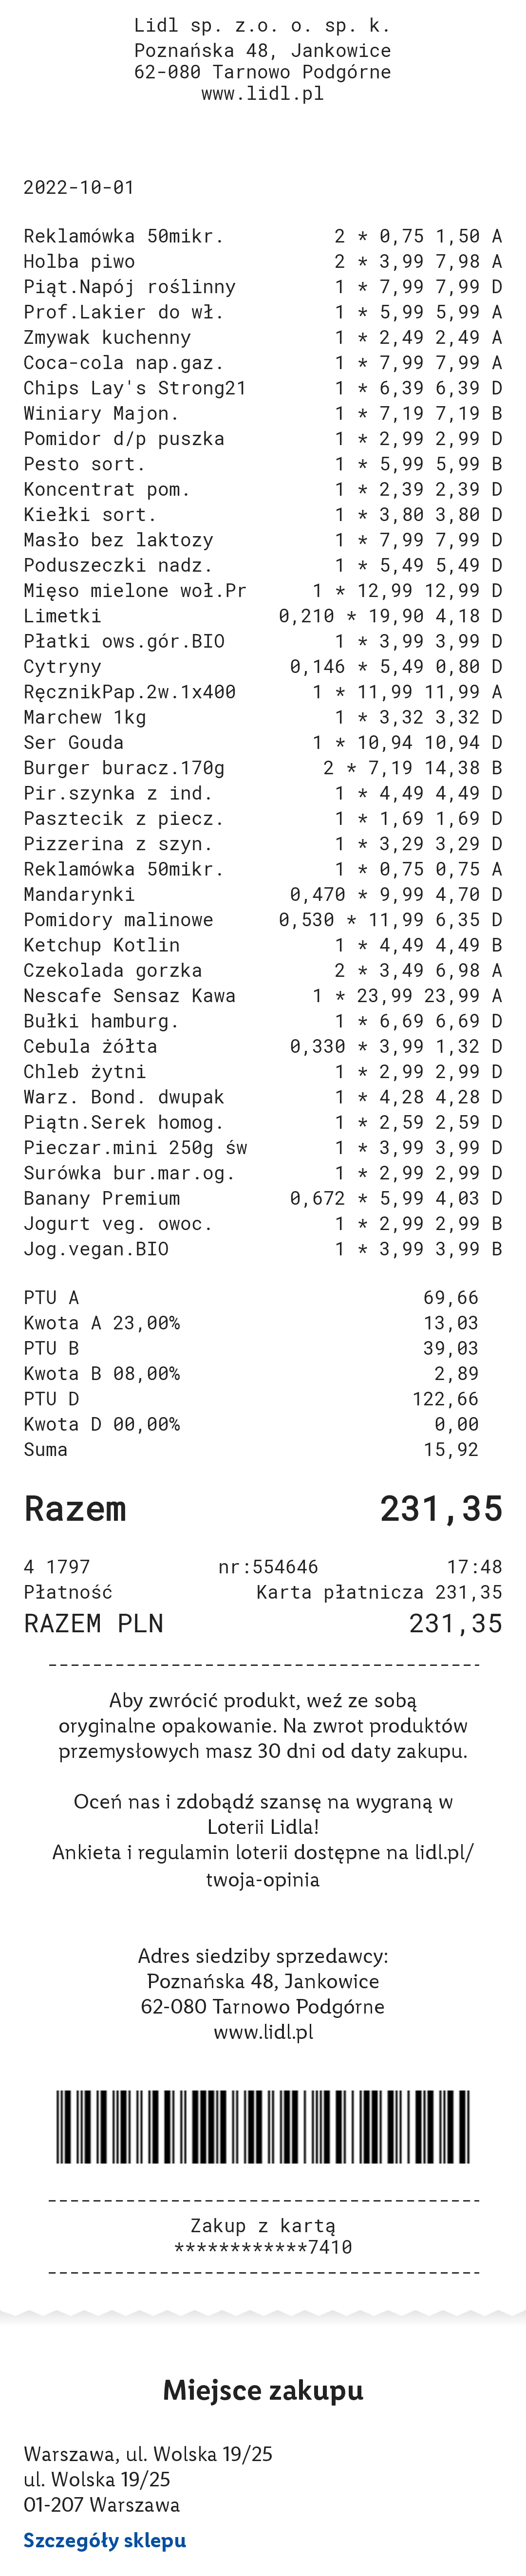 Lidl sp. z.o. o. sp. k.
Poznańska 48, Jankowice
62-080 Tarnowo Podgórne
www.lidl.pl
2022-10-01
Reklamówka 50mikr. 2 * 0,75 1,50 A
Holba piwo 2 * 3,99 7,98 A
Piąt.Napój roślinny 1 * 7,99 7,99 D
Prof.Lakier do wł. 1 * 5,99 5,99 A
Zmywak kuchenny 1 * 2,49 2,49 A
Coca-cola nap.gaz. 1 * 7,99 7,99 A
Chips Lay's Strong21 1 * 6,39 6,39 D
Winiary Majon. 1 * 7,19 7,19 B
Pomidor d/p puszka 1 * 2,99 2,99 D
Pesto sort. 1 * 5,99 5,99 B
Koncentrat pom. 1 * 2,39 2,39 D
Kiełki sort. 1 * 3,80 3,80 D
Masło bez laktozy 1 * 7,99 7,99 D
Poduszeczki nadz. 1 * 5,49 5,49 D
Mięso mielone woł.Pr 1 * 12,99 12,99 D
Limetki 0,210 * 19,90 4,18 D
Płatki ows.gór.BIO 1 * 3,99 3,99 D
Cytryny 0,146 * 5,49 0,80 D
RęcznikPap.2w.1x400 1 * 11,99 11,99 A
Marchew 1kg 1 * 3,32 3,32 D
Ser Gouda 1 * 10,94 10,94 D
Burger buracz.170g 2 * 7,19 14,38 B
Pir.szynka z ind. 1 * 4,49 4,49 D
Pasztecik z piecz. 1 * 1,69 1,69 D
Pizzerina z szyn. 1 * 3,29 3,29 D
Reklamówka 50mikr. 1 * 0,75 0,75 A
Mandarynki 0,470 * 9,99 4,70 D
Pomidory malinowe 0,530 * 11,99 6,35 D
Ketchup Kotlin 1 * 4,49 4,49 B
Czekolada gorzka 2 * 3,49 6,98 A
Nescafe Sensaz Kawa 1 * 23,99 23,99 A
Bułki hamburg. 1 * 6,69 6,69 D
Cebula żółta 0,330 * 3,99 1,32 D
Chleb żytni 1 * 2,99 2,99 D
Warz. Bond. dwupak 1 * 4,28 4,28 D
Piątn.Serek homog. 1 * 2,59 2,59 D
Pieczar.mini 250g św 1 * 3,99 3,99 D
Surówka bur.mar.og. 1 * 2,99 2,99 D
Banany Premium 0,672 * 5,99 4,03 D
Jogurt veg. owoc. 1 * 2,99 2,99 B
Jog.vegan.BIO 1 * 3,99 3,99 B
PTU A 69,66
Kwota A 23,00% 13,03
PTU B 39,03
Kwota B 08,00% 2,89
PTU D 122,66
Kwota D 00,00% 0,00
Suma 15,92
Razem 231,35
4 1797 nr:554646 17:48
Płatność Karta płatnicza 231,35
RAZEM PLN 231,35
Aby zwrócić produkt, weź ze sobą
oryginalne opakowanie. Na zwrot produktów
przemysłowych masz 30 dni od daty zakupu.
Oceń nas i zdobądź szansę na wygraną w
Loterii Lidla!
Ankieta i regulamin loterii dostępne na lidl.pl/
twoja-opinia
Adres siedziby sprzedawcy:
Poznańska 48, Jankowice
62-080 Tarnowo Podgórne
www.lidl.pl
Zakup z kartą
************7410
Miejsce zakupu
Warszawa, ul. Wolska 19/25
ul. Wolska 19/25
01-207 Warszawa
Szczegóły sklepu